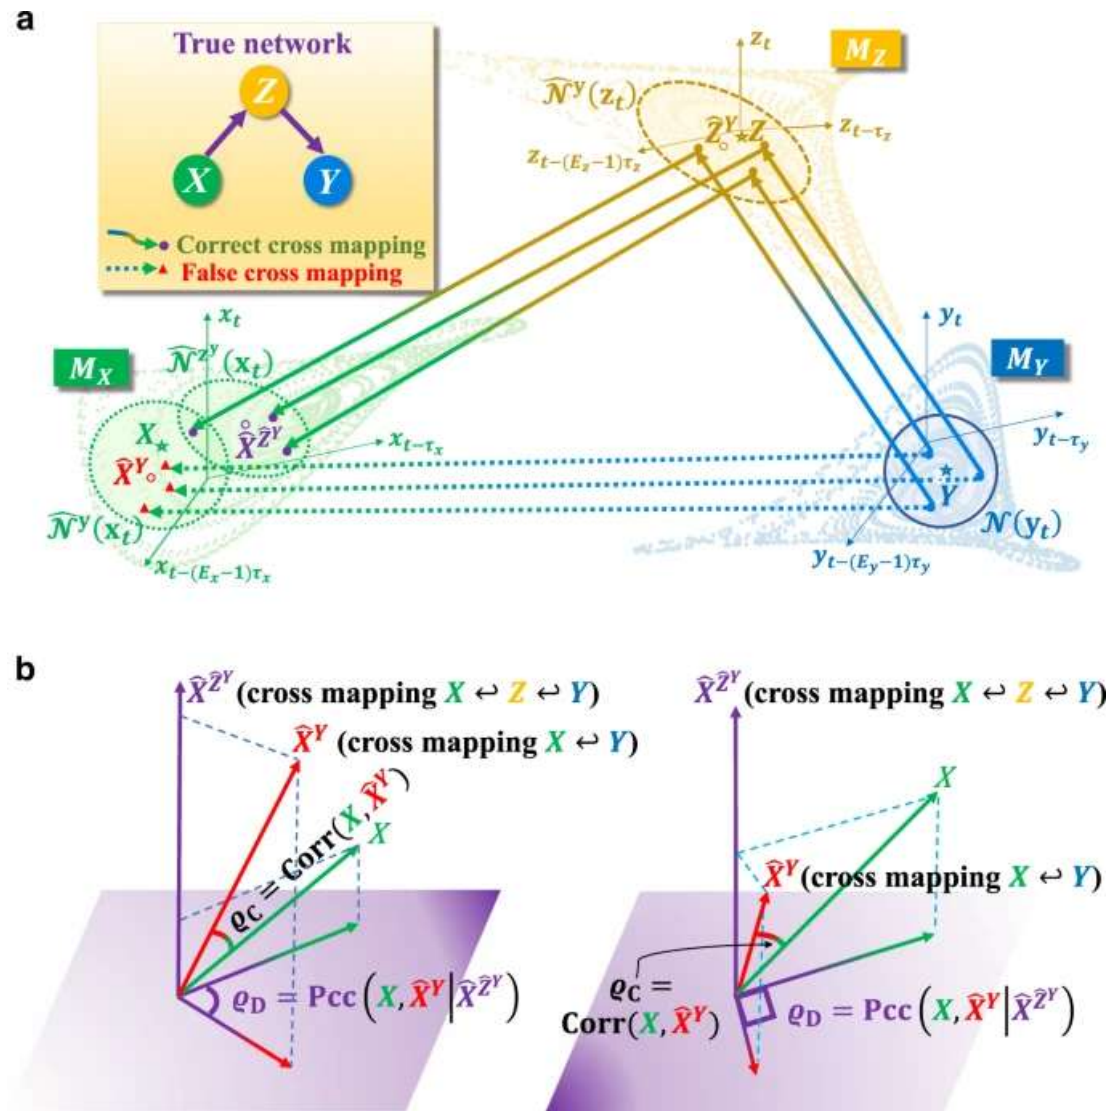 a
True network
Z
X
Y
Correct cross mapping
False cross mapping
z_t
M_Z
𝒩̂^y(z_t)
Ẑ^Y
Z
z_{t−τ_z}
z_{t−(E_z−1)τ_z}
x_t
M_X
𝒩̂^{z^y}(x_t)
X
X̂^{Ẑ^Y}
x_{t−τ_x}
X̂^Y
𝒩̂^y(x_t)
x_{t−(E_x−1)τ_x}
y_t
M_Y
y_{t−τ_y}
Y
𝒩(y_t)
y_{t−(E_y−1)τ_y}
b
X̂^{Ẑ^Y} (cross mapping X ↩ Z ↩ Y)
X̂^Y (cross mapping X ↩ Y)
ϱ_C = Corr(X, X̂^Y)
X
ϱ_D = Pcc(X, X̂^Y|X̂^{Ẑ^Y})
X̂^{Ẑ^Y} (cross mapping X ↩ Z ↩ Y)
X
X̂^Y (cross mapping X ↩ Y)
ϱ_C =
Corr(X, X̂^Y)
ϱ_D = Pcc(X, X̂^Y|X̂^{Ẑ^Y})